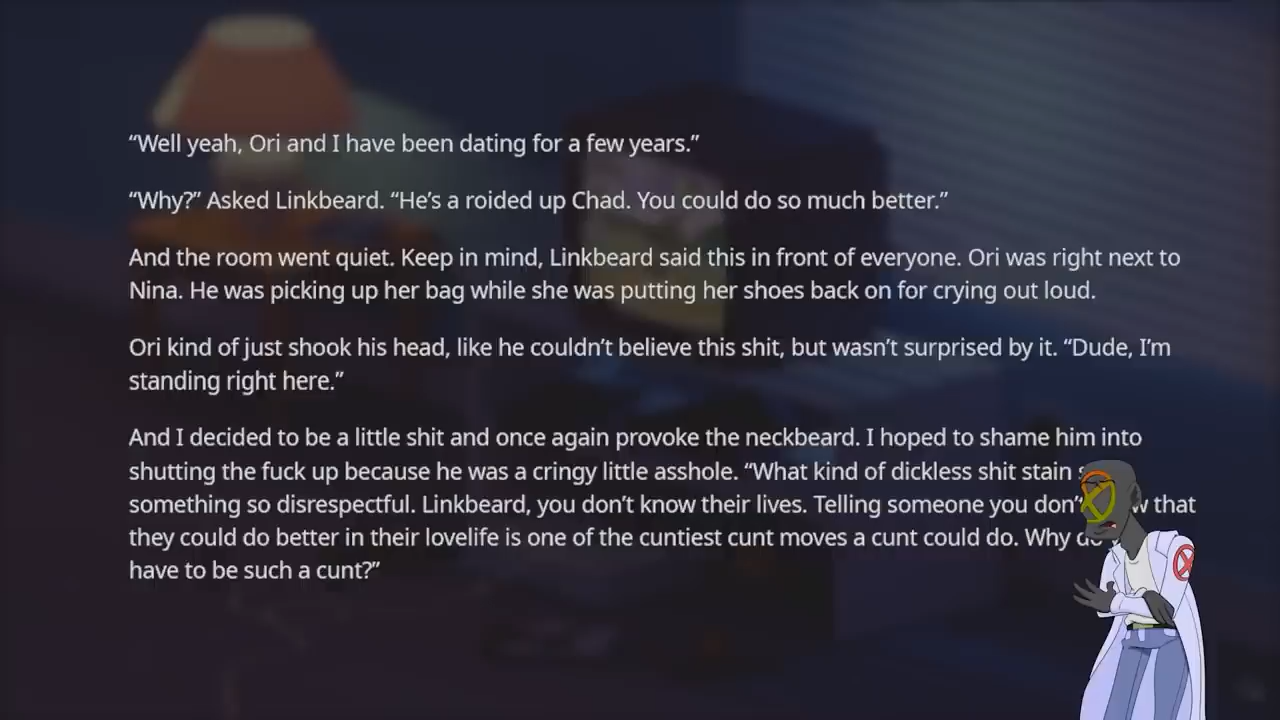 “Well yeah, Ori and I have been dating for a few years.”
“Why?” Asked Linkbeard. “He’s a roided up Chad. You could do so much better.”
And the room went quiet. Keep in mind, Linkbeard said this in front of everyone. Ori was right next to
Nina. He was picking up her bag while she was putting her shoes back on for crying out loud.
Ori kind of just shook his head, like he couldn’t believe this shit, but wasn’t surprised by it. “Dude, I’m
standing right here.”
And I decided to be a little shit and once again provoke the neckbeard. I hoped to shame him into
shutting the fuck up because he was a cringy little asshole. “What kind of dickless shit stain
something so disrespectful. Linkbeard, you don’t know their lives. Telling someone you that
they could do better in their lovelife is one of the cuntiest cunt moves a cunt could do. Why
have to be such a cunt?”